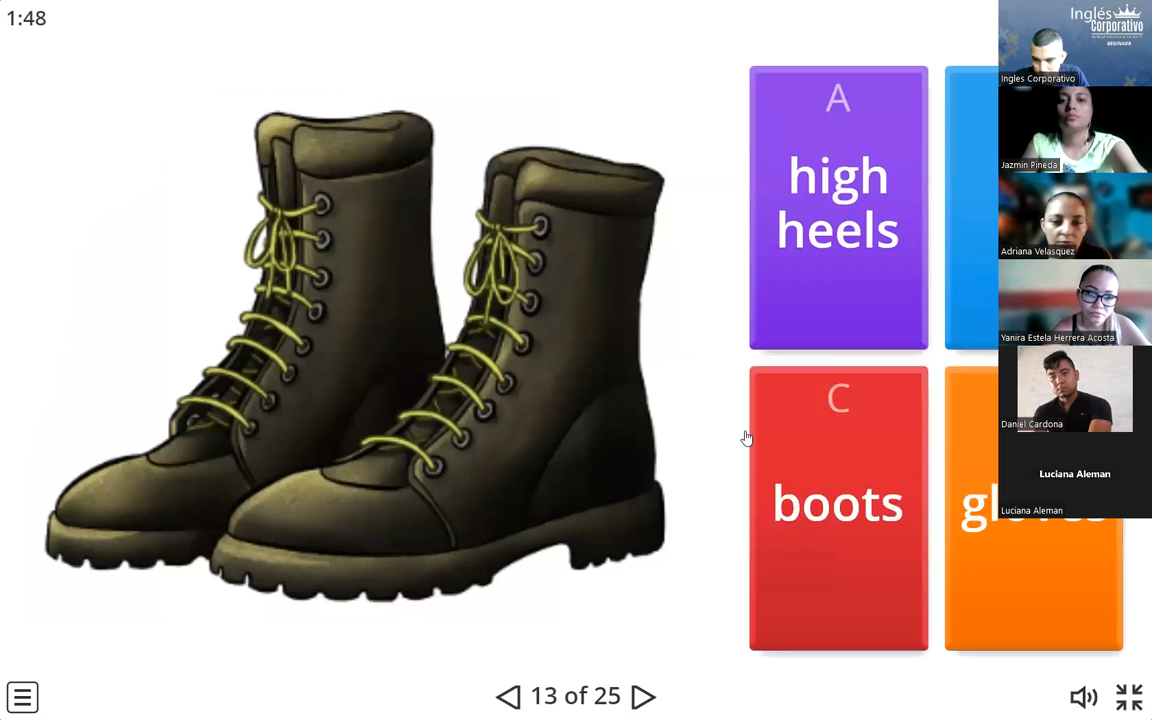 1:48
Inglés
Corporativo
BEGINNER
Ingles Corporativo
Jazmin Pineda
Adriana Velasquez
Yanira Estela Herrera Acosta
Daniel Cardona
Luciana Aleman
Luciana Aleman
A
high
heels
C
boots
gloves
13 of 25